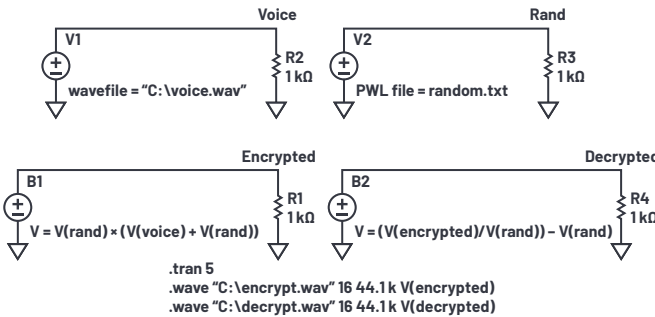 Voice
V1
R2
1 kΩ
wavefile = “C:\voice.wav”
Rand
V2
R3
1 kΩ
PWL file = random.txt
Encrypted
B1
R1
1 kΩ
V = V(rand) × (V(voice) + V(rand))
Decrypted
B2
R4
1 kΩ
V = (V(encrypted)/V(rand)) – V(rand)
.tran 5
.wave “C:\encrypt.wav” 16 44.1 k V(encrypted)
.wave “C:\decrypt.wav” 16 44.1 k V(decrypted)